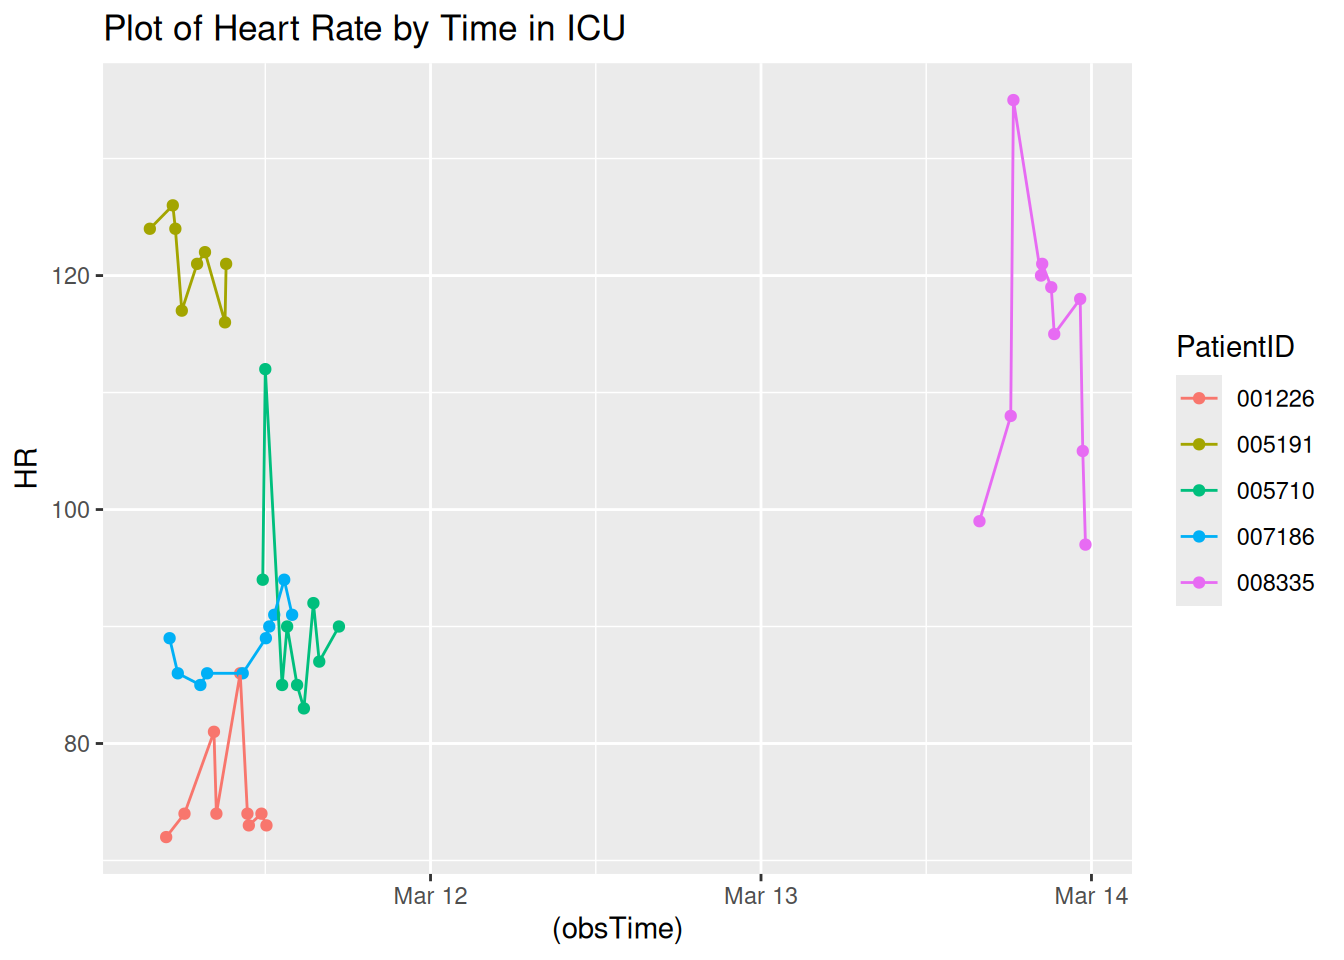 Plot of Heart Rate by Time in ICU
HR
120
100
80
Mar 12
Mar 13
Mar 14
(obsTime)
PatientID
001226
005191
005710
007186
008335